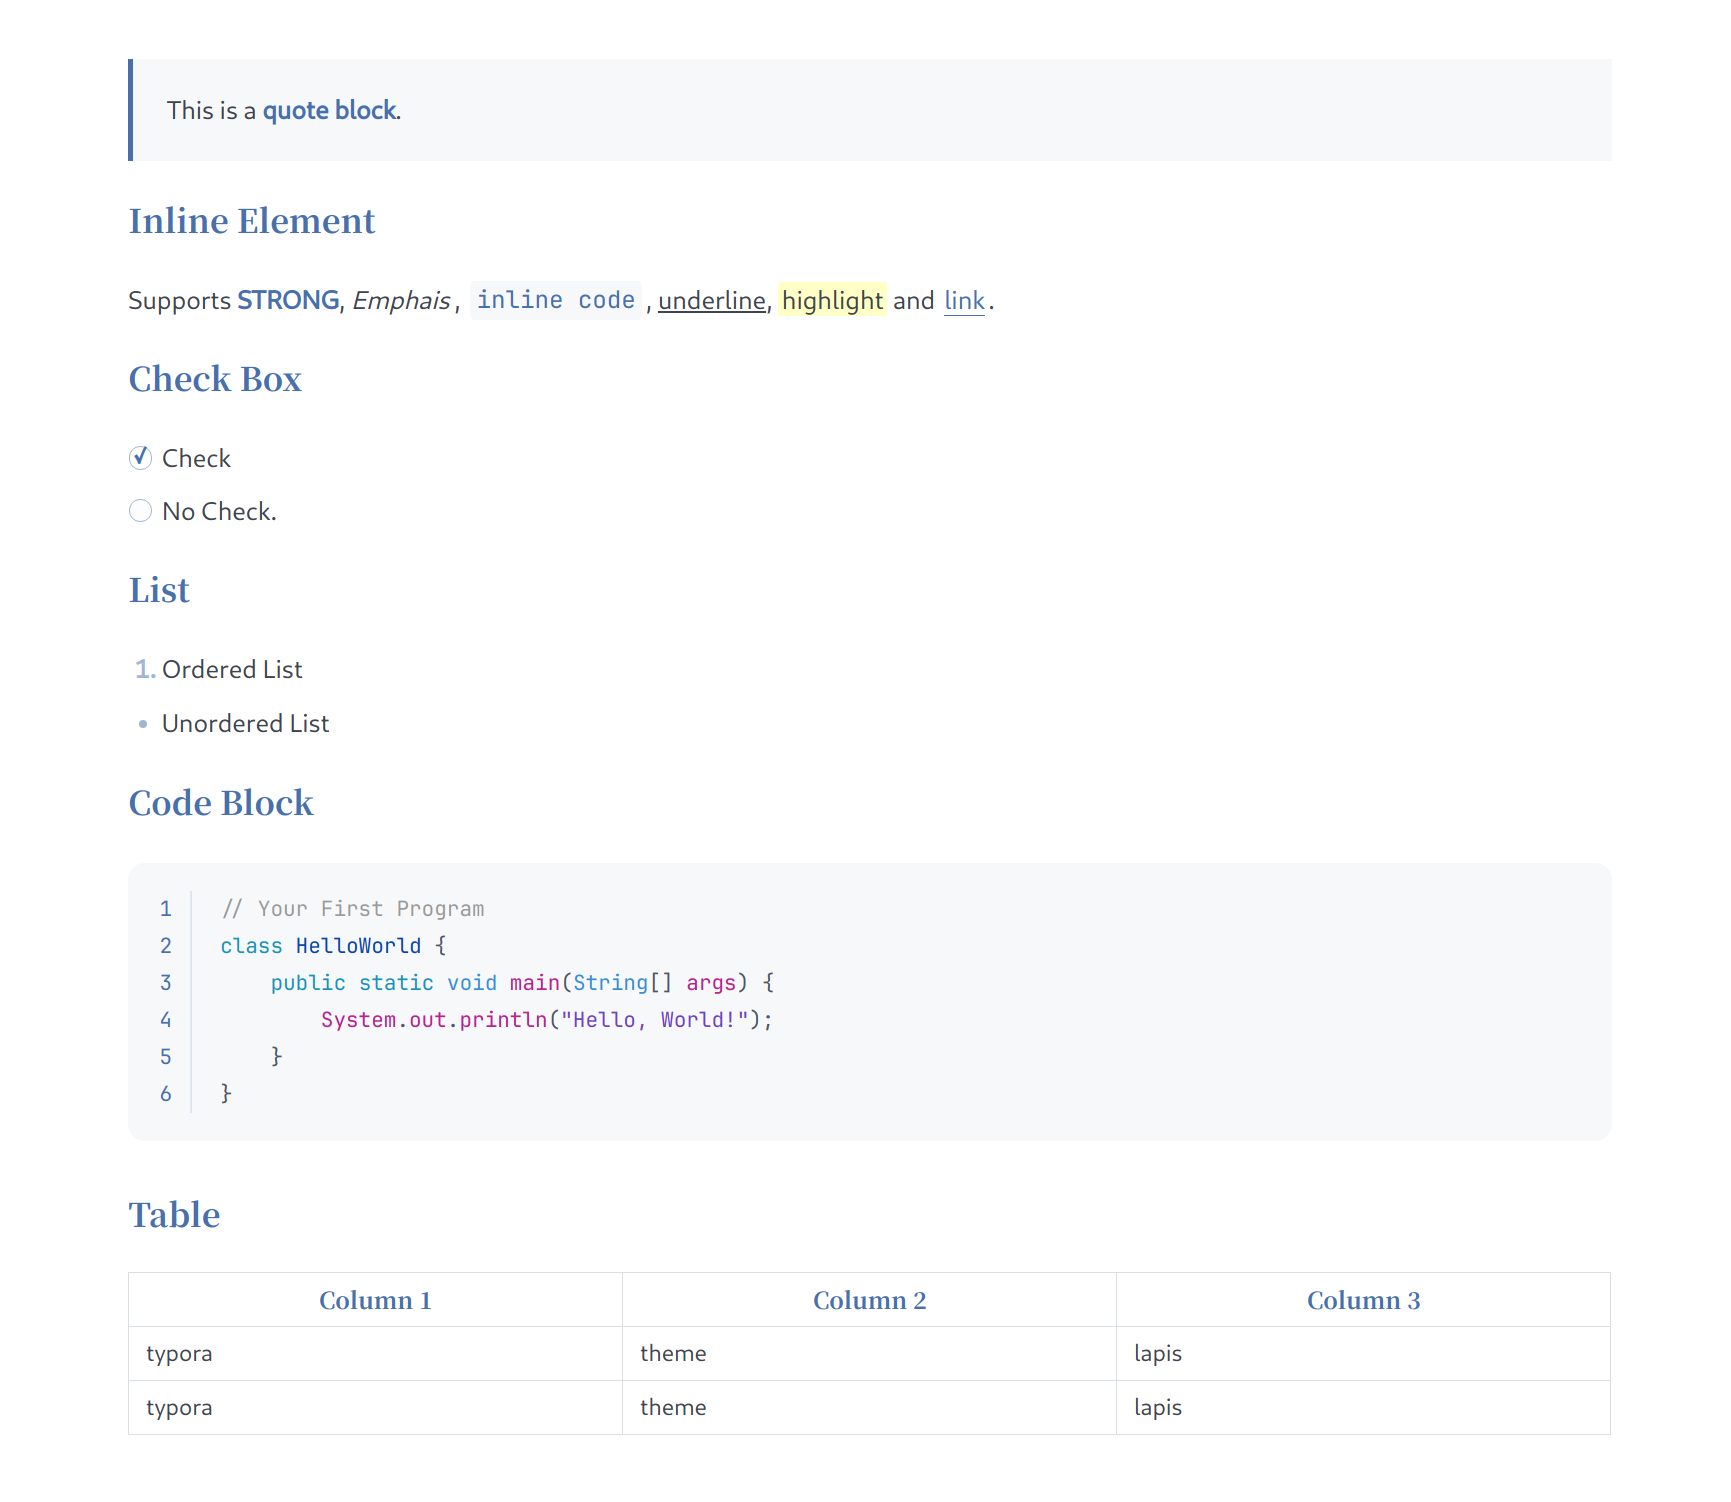 This is a quote block.
Inline Element
Supports STRONG, Emphais, inline code, underline, highlight and link.
Check Box
Check
No Check.
List
1. Ordered List
• Unordered List
Code Block
1 // Your First Program
2 class HelloWorld {
3     public static void main(String[] args) {
4         System.out.println("Hello, World!");
5     }
6 }
Table
Column 1 Column 2 Column 3
typora theme lapis
typora theme lapis